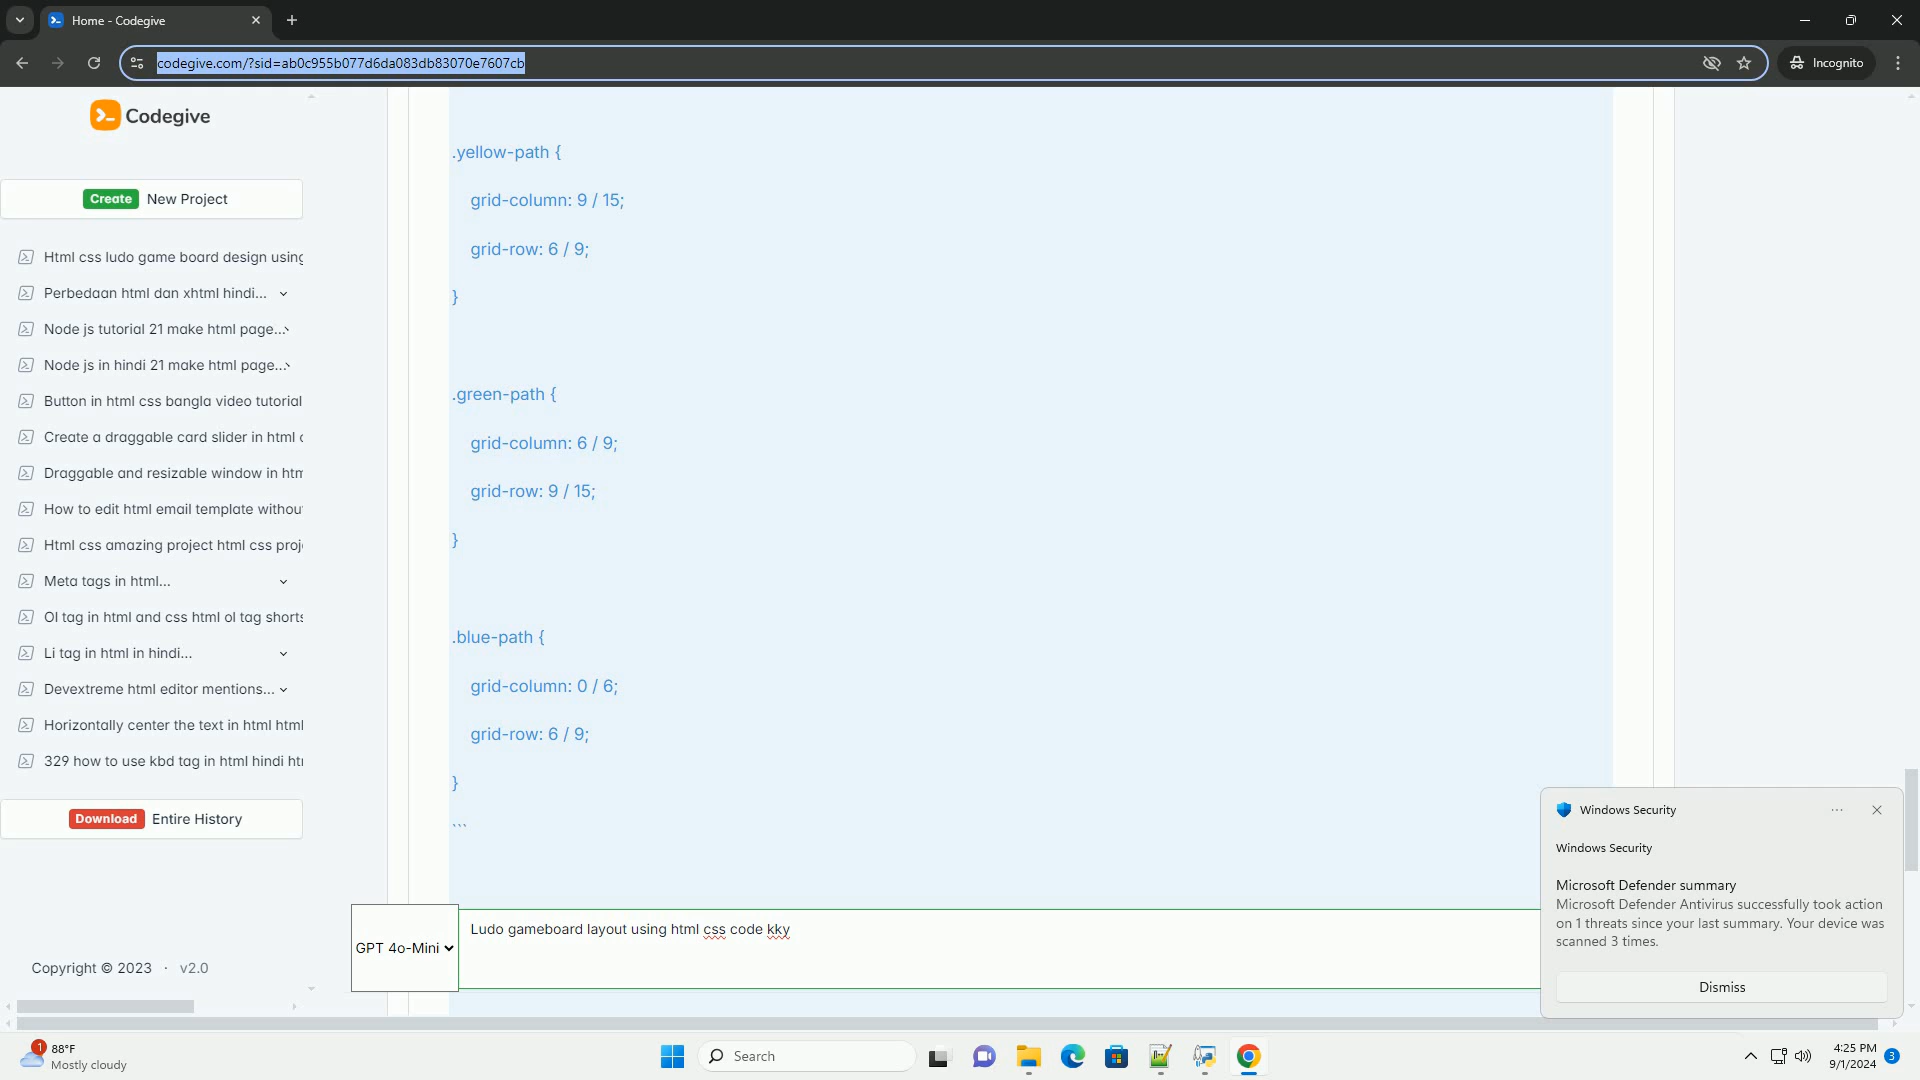 Home - Codegive
codegive.com/?sid=ab0c955b077d6da083db83070e7607cb
Incognito
Codegive
Create New Project
Html css ludo game board design using
Perbedaan html dan xhtml hindi...
Node js tutorial 21 make html page...
Node js in hindi 21 make html page...
Button in html css bangla video tutorial
Create a draggable card slider in html c
Draggable and resizable window in htm
How to edit html email template withou
Html css amazing project html css proj
Meta tags in html...
Ol tag in html and css html ol tag shorts
Li tag in html in hindi...
Devextreme html editor mentions...
Horizontally center the text in html html
329 how to use kbd tag in html hindi ht
Download Entire History
Copyright © 2023 · v2.0
.yellow-path {
grid-column: 9 / 15;
grid-row: 6 / 9;
}
.green-path {
grid-column: 6 / 9;
grid-row: 9 / 15;
}
.blue-path {
grid-column: 0 / 6;
grid-row: 6 / 9;
}
```
GPT 4o-Mini
Ludo gameboard layout using html css code kky
Windows Security
Windows Security
Microsoft Defender summary
Microsoft Defender Antivirus successfully took action
on 1 threats since your last summary. Your device was
scanned 3 times.
Dismiss
1
88°F
Mostly cloudy
Search
4:25 PM
9/1/2024
3